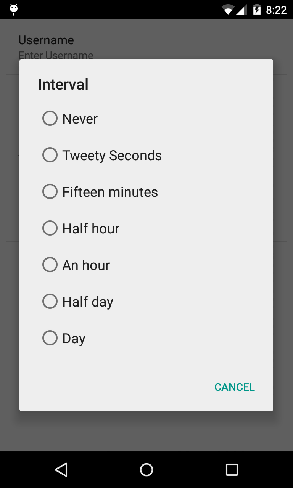 8:22
Username
Enter Username
Interval
Never
Tweety Seconds
Fifteen minutes
Half hour
An hour
Half day
Day
CANCEL